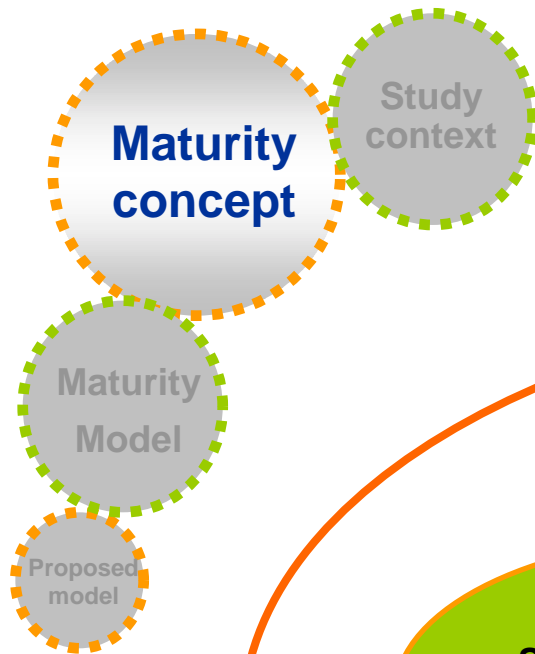 Study
context
Maturity
concept
Maturity
Model
Proposed
model